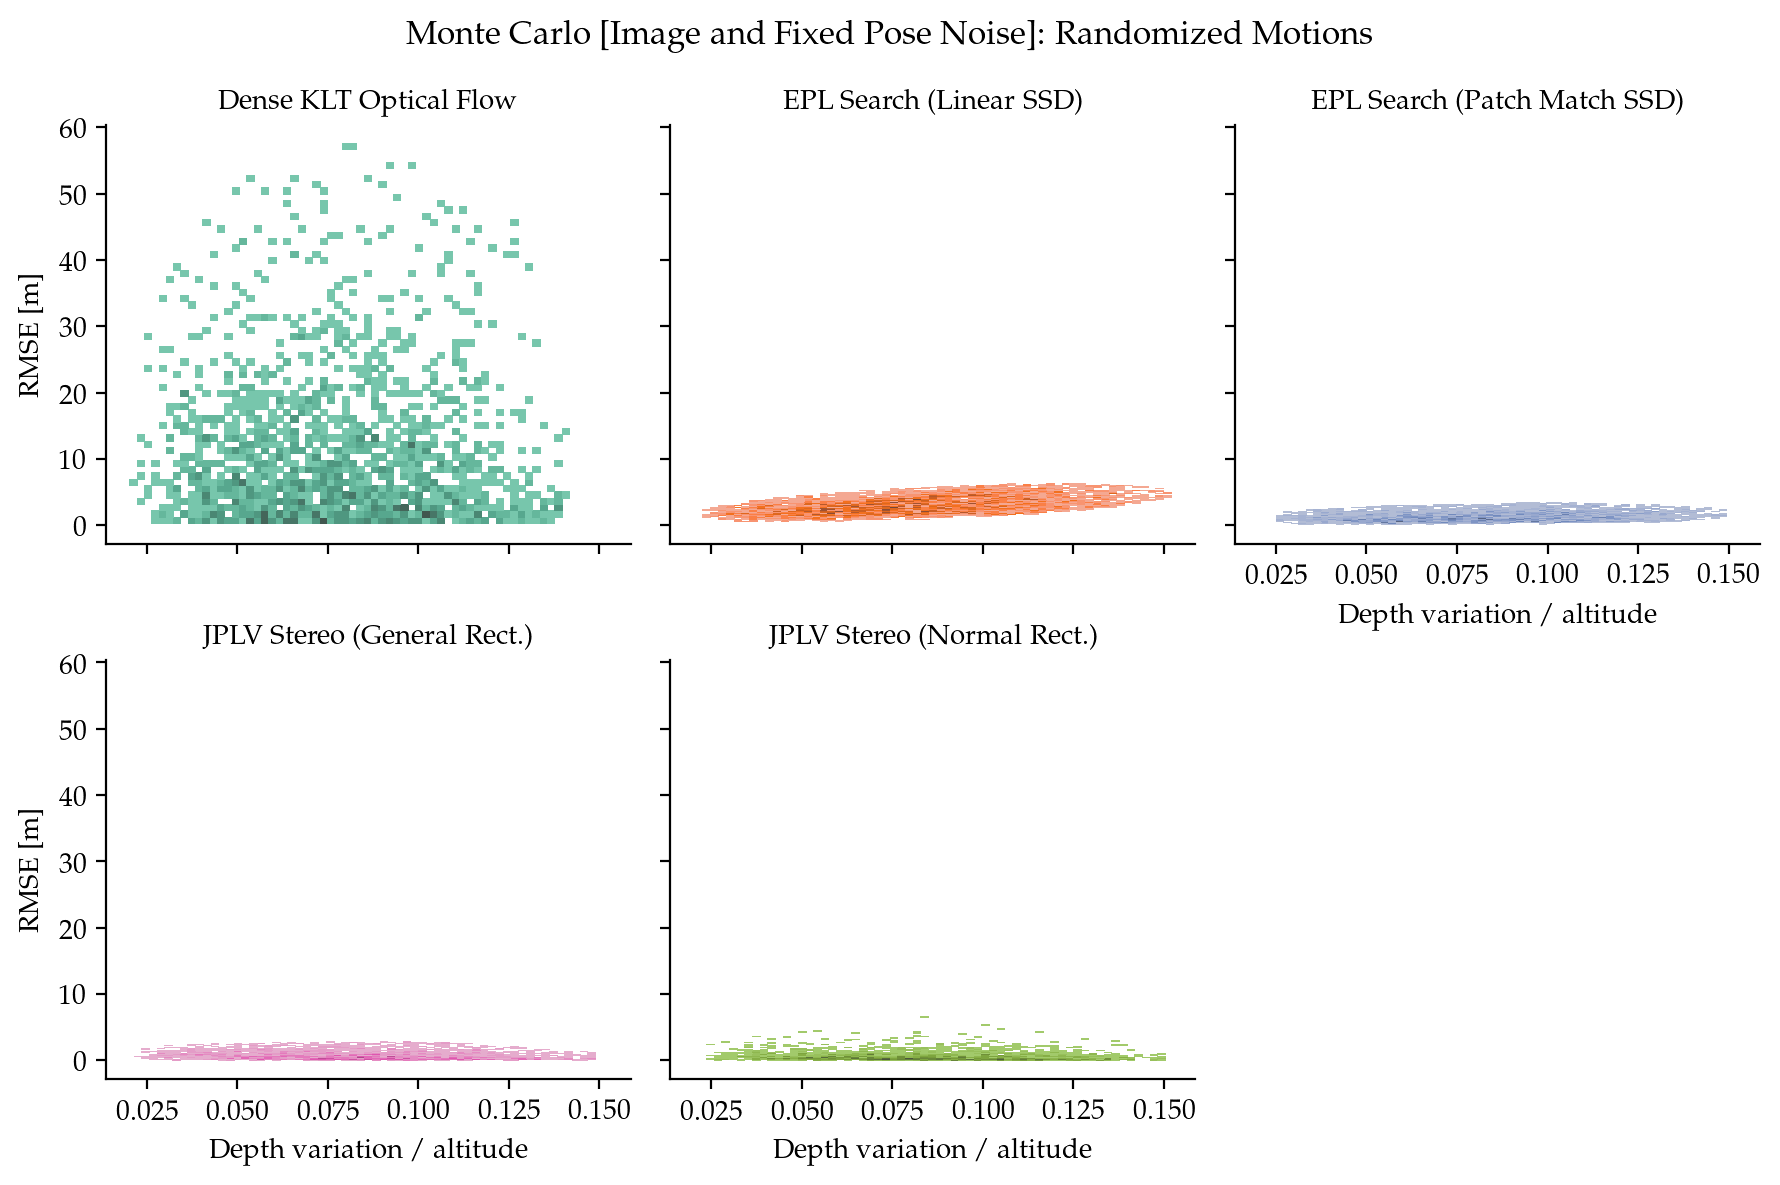 Monte Carlo [Image and Fixed Pose Noise]: Randomized Motions
Dense KLT Optical Flow
EPL Search (Linear SSD)
EPL Search (Patch Match SSD)
60
50
40
30
20
10
0
RMSE [m]
0.025 0.050 0.075 0.100 0.125 0.150
Depth variation / altitude
JPLV Stereo (General Rect.)
JPLV Stereo (Normal Rect.)
60
50
40
30
20
10
0
RMSE [m]
0.025 0.050 0.075 0.100 0.125 0.150
Depth variation / altitude
0.025 0.050 0.075 0.100 0.125 0.150
Depth variation / altitude